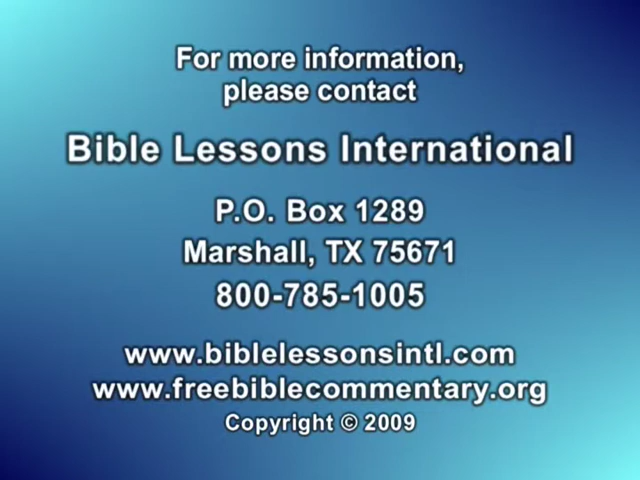 For more information,
please contact
Bible Lessons International
P.O. Box 1289
Marshall, TX 75671
800-785-1005
www.biblelessonsintl.com
www.freebiblecommentary.org
Copyright © 2009